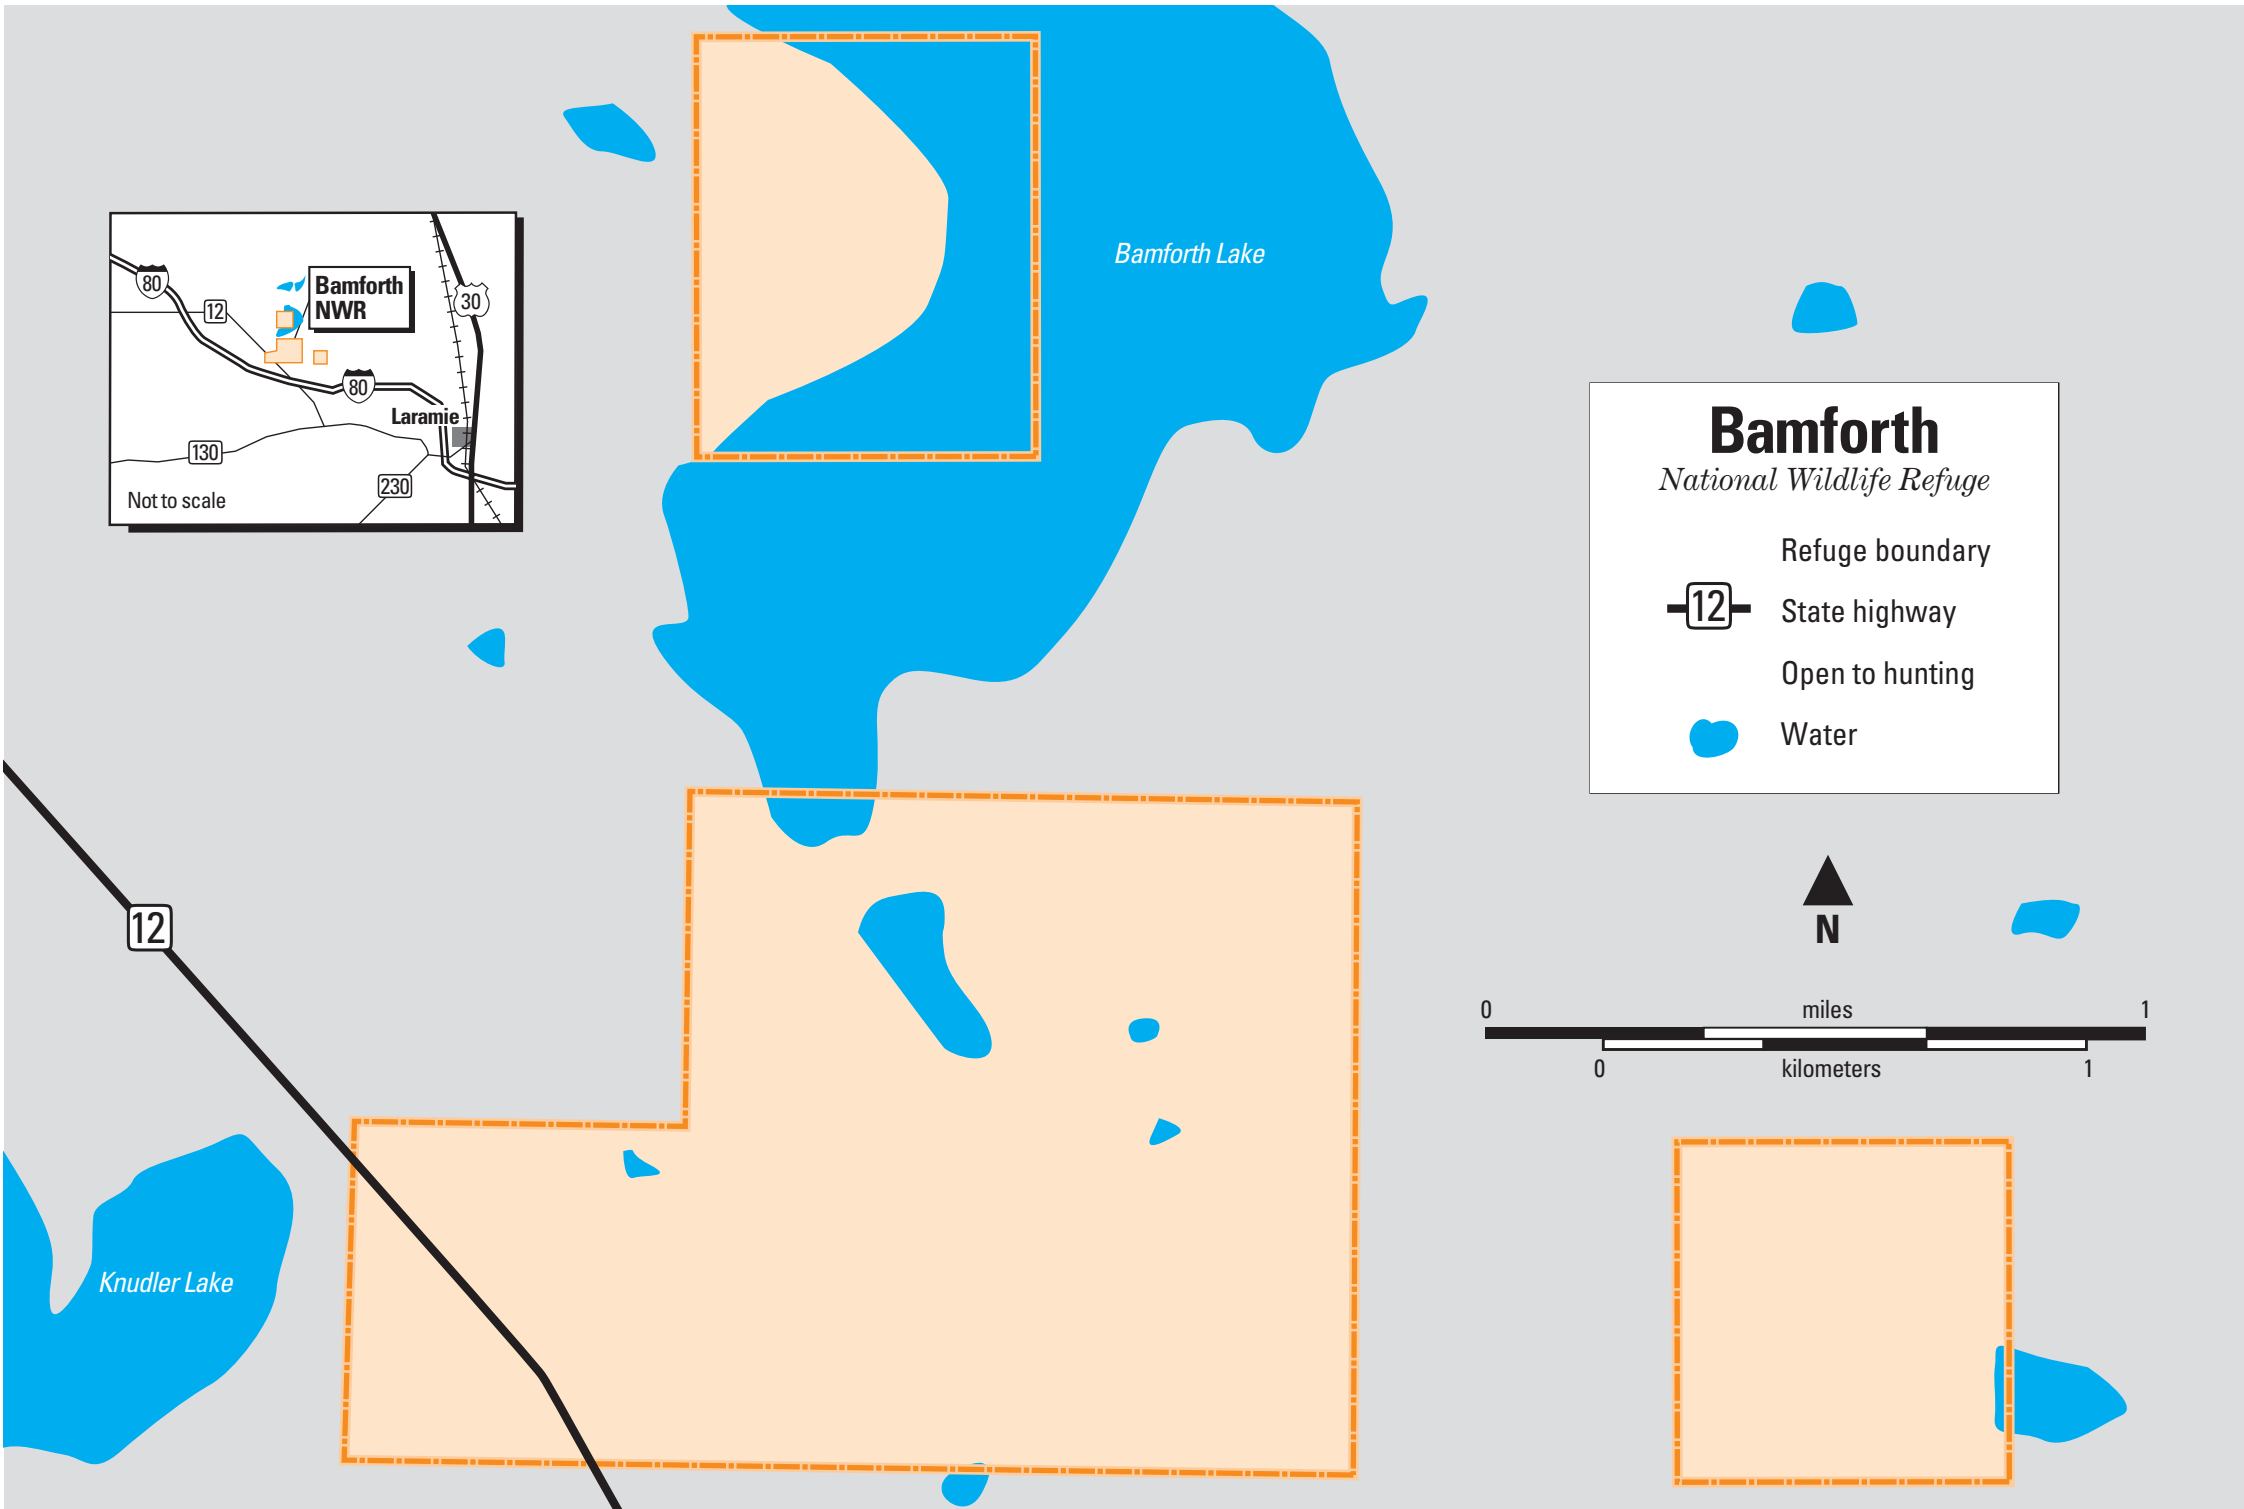 Bamforth Lake
80
12
Bamforth
NWR
30
80
Laramie
130
230
Not to scale
Bamforth
National Wildlife Refuge
Refuge boundary
12
State highway
Open to hunting
Water
12
N
0
miles
1
0
kilometers
1
Knudler Lake